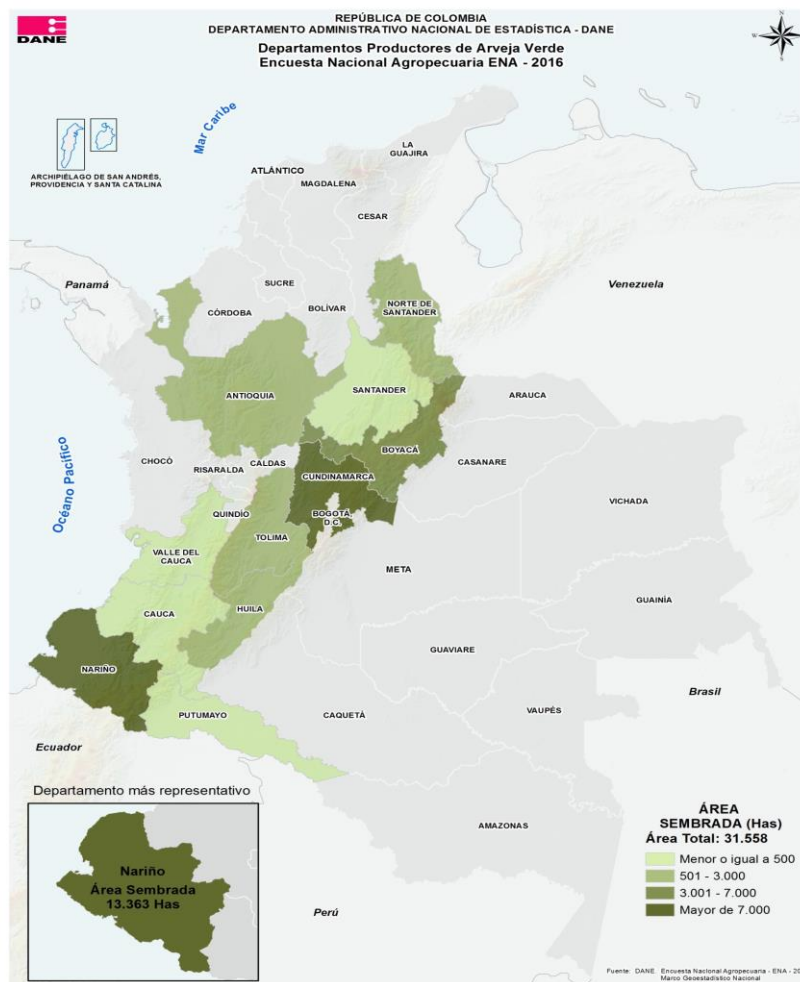 DANE
REPÚBLICA DE COLOMBIA
DEPARTAMENTO ADMINISTRATIVO NACIONAL DE ESTADÍSTICA - DANE
Departamentos Productores de Arveja Verde
Encuesta Nacional Agropecuaria ENA - 2016
N
W
E
S
Mar Caribe
ARCHIPIÉLAGO DE SAN ANDRÉS,
PROVIDENCIA Y SANTA CATALINA
LA
GUAJIRA
ATLÁNTICO
MAGDALENA
CESAR
Panamá
Venezuela
SUCRE
BOLÍVAR
CÓRDOBA
NORTE DE
SANTANDER
ANTIOQUIA
SANTANDER
ARAUCA
Océano Pacífico
CHOCÓ
RISARALDA
CALDAS
BOYACÁ
CASANARE
CUNDINAMARCA
VICHADA
QUINDÍO
BOGOTÁ,
D.C.
TOLIMA
VALLE DEL
CAUCA
META
CAUCA
HUILA
GUAINÍA
GUAVIARE
NARIÑO
Brasil
PUTUMAYO
CAQUETÁ
VAUPÉS
Ecuador
Departamento más representativo
AMAZONAS
Nariño
Área Sembrada
13.363 Has
Perú
ÁREA
SEMBRADA (Has)
Área Total: 31.558
Menor o igual a 500
501 - 3.000
3.001 - 7.000
Mayor de 7.000
Fuente: DANE. Encuesta Nacional Agropecuaria - ENA - 20
Marco Geoestadístico Nacional